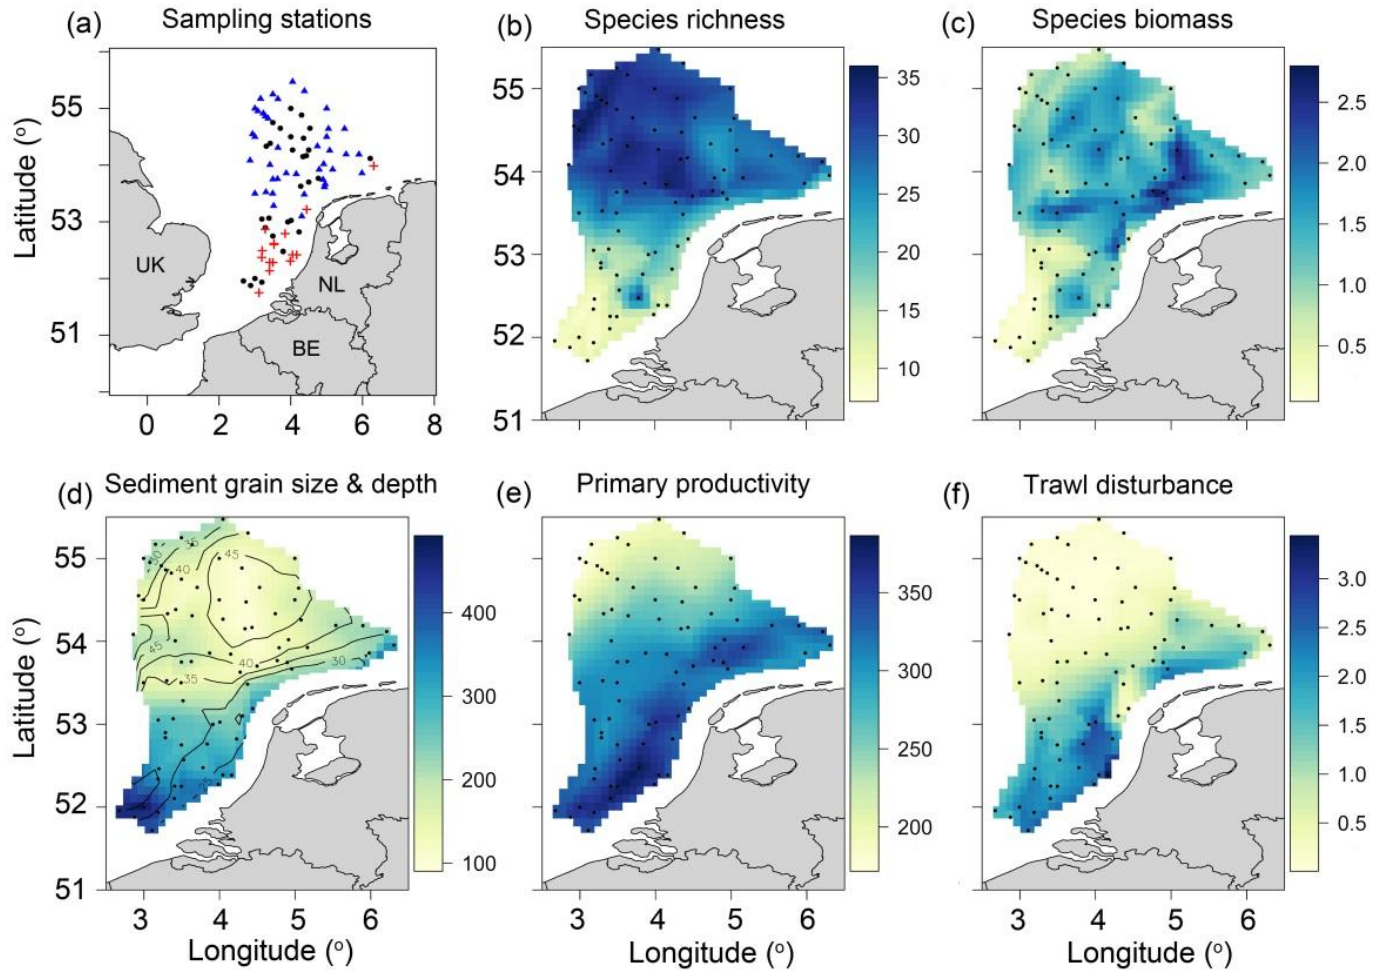 (a) Sampling stations
55
53
51
Latitude (°)
UK
NL
BE
0 2 4 6 8
(b) Species richness
55
54
53
52
51
35
30
25
20
15
10
(c) Species biomass
2.5
2.0
1.5
1.0
0.5
(d) Sediment grain size & depth
55
54
53
52
51
Latitude (°)
30 35 40 45
45 40 30
35
400
300
200
100
3 4 5 6
Longitude (°)
(e) Primary productivity
350
300
250
200
3 4 5 6
Longitude (°)
(f) Trawl disturbance
3.0
2.5
2.0
1.5
1.0
0.5
3 4 5 6
Longitude (°)